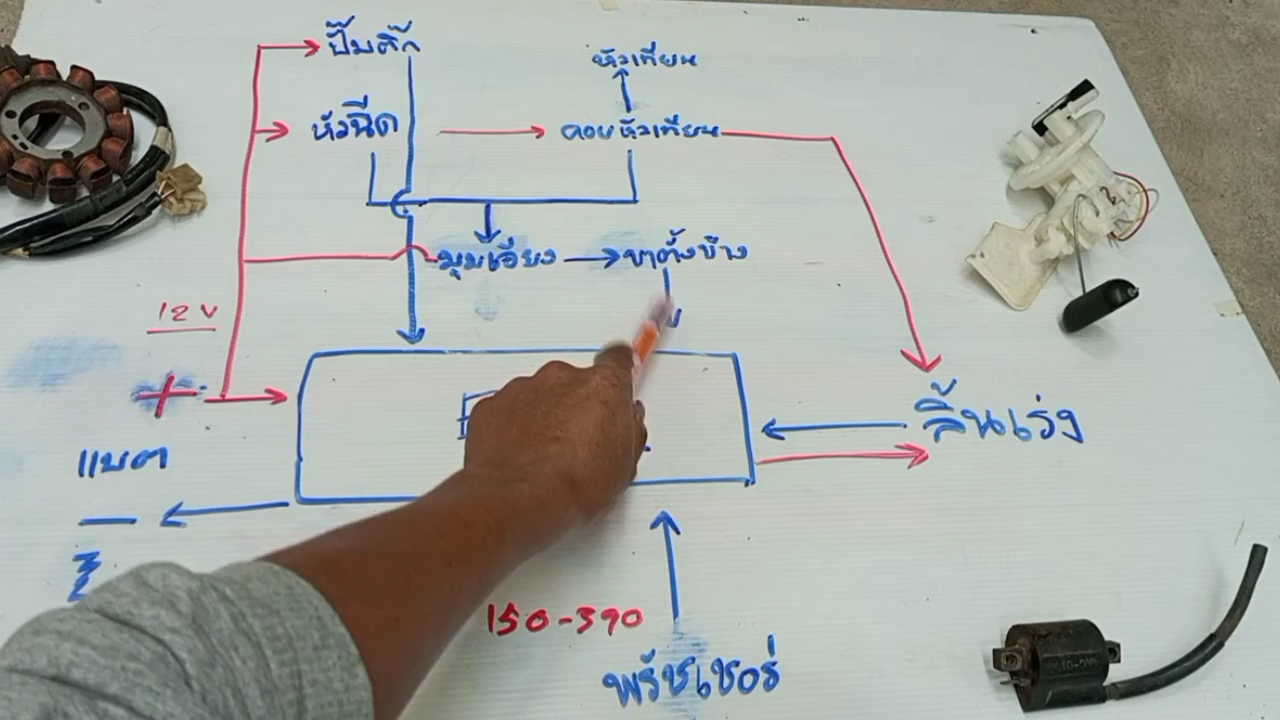 ปั๊มติ๊ก
หัวเทียน
หัวฉีด
คอยหัวเทียน
มุมเอียง
ขาตั้งข้าง
12 V
+
แบต
ลิ้นเร่ง
150-390
พรัชเชอร์